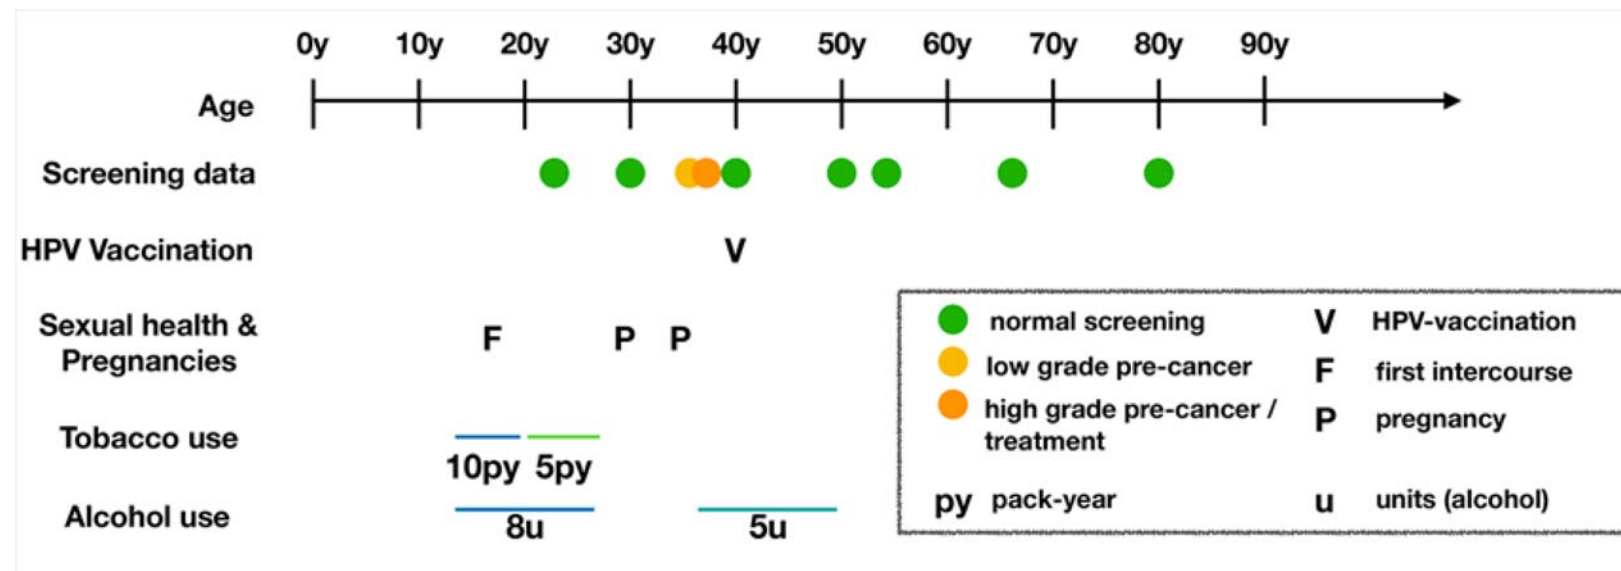 0y 10y 20y 30y 40y 50y 60y 70y 80y 90y
Age
Screening data
HPV Vaccination V
Sexual health &
Pregnancies
F P P
Tobacco use
10py 5py
Alcohol use
8u 5u
normal screening V HPV-vaccination
low grade pre-cancer F first intercourse
high grade pre-cancer /
treatment
P pregnancy
py pack-year u units (alcohol)